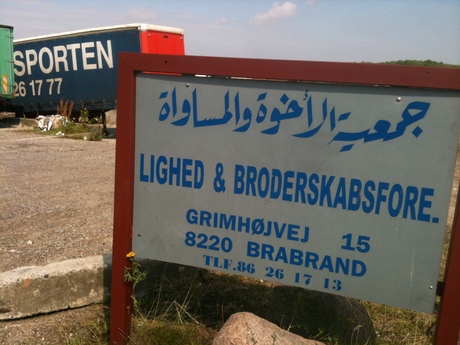 SPORTEN
26 17 77
جمعية الأخوة والمساواة
LIGHED & BRODERSKABSFORE.
GRIMHØJVEJ 15
8220 BRABRAND
TLF. 86 26 17 13